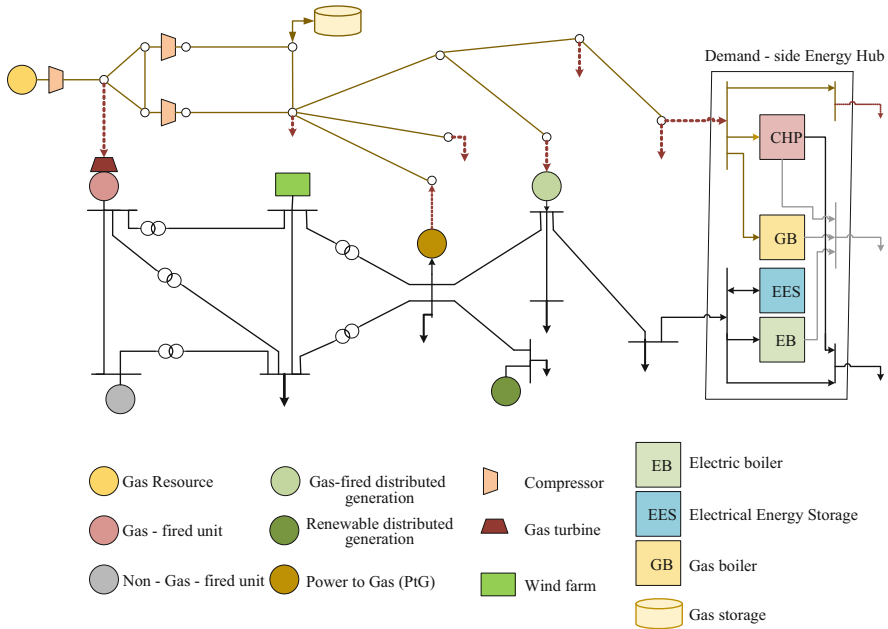 Demand - side Energy Hub
CHP
GB
EES
EB
Gas Resource
Gas - fired unit
Non - Gas - fired unit
Gas-fired distributed
generation
Renewable distributed
generation
Power to Gas (PtG)
Compressor
Gas turbine
Wind farm
EB
Electric boiler
EES
Electrical Energy Storage
GB
Gas boiler
Gas storage